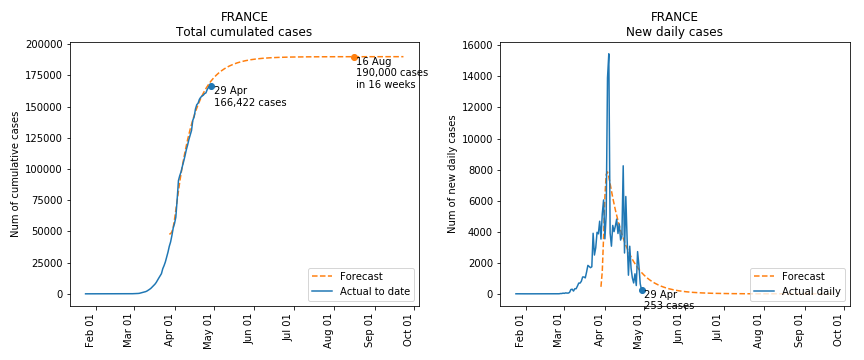 FRANCE
Total cumulated cases
Num of cumulative cases
200000
175000
150000
125000
100000
75000
50000
25000
0
16 Aug
190,000 cases
in 16 weeks
29 Apr
166,422 cases
Forecast
Actual to date
Feb 01
Mar 01
Apr 01
May 01
Jun 01
Jul 01
Aug 01
Sep 01
Oct 01
FRANCE
New daily cases
Num of new daily cases
16000
14000
12000
10000
8000
6000
4000
2000
0
29 Apr
253 cases
Forecast
Actual daily
Feb 01
Mar 01
Apr 01
May 01
Jun 01
Jul 01
Aug 01
Sep 01
Oct 01